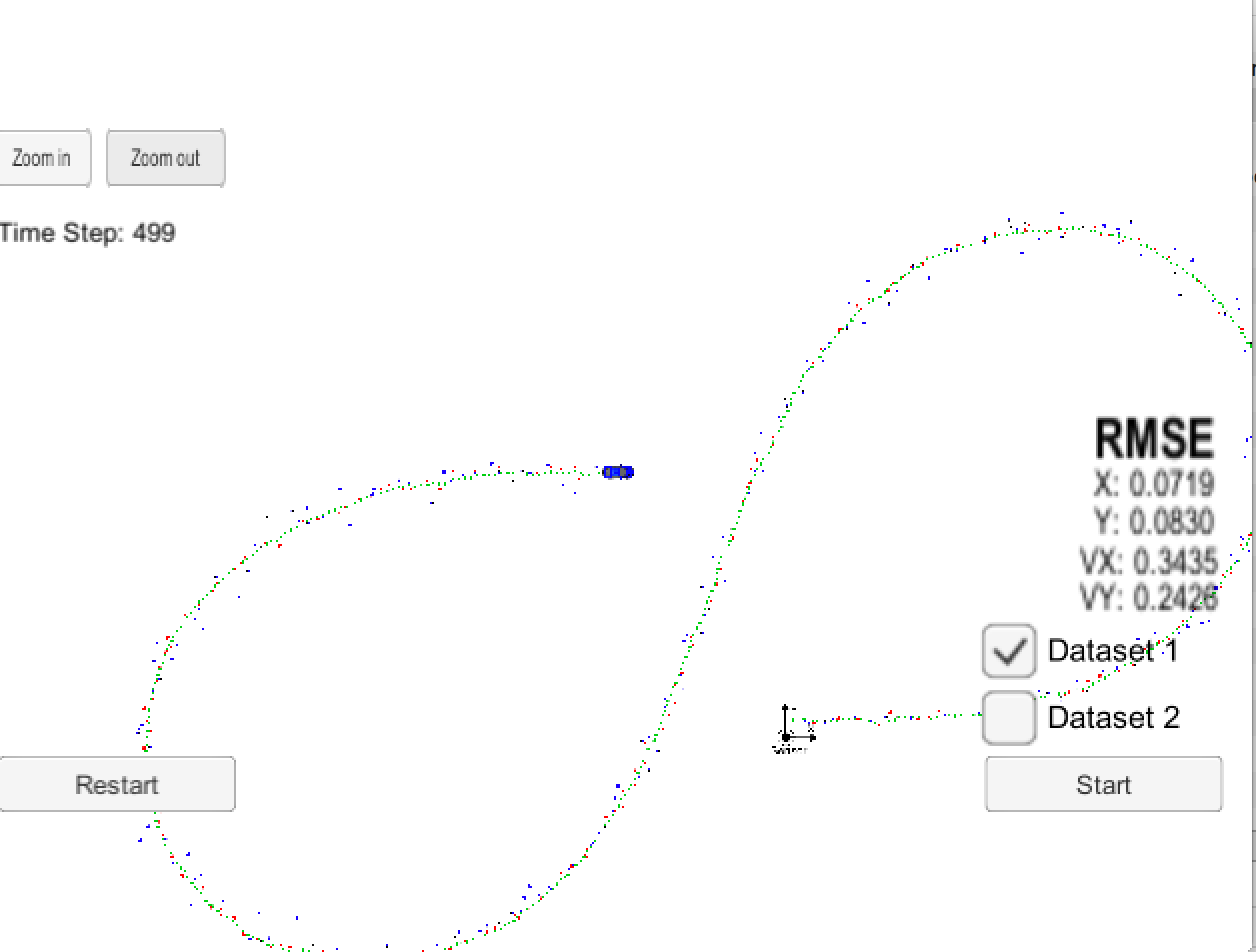 Zoom in
Zoom out
Time Step: 499
RMSE
X: 0.0719
Y: 0.0830
VX: 0.3435
VY: 0.2426
Dataset 1
Dataset 2
Restart
Start